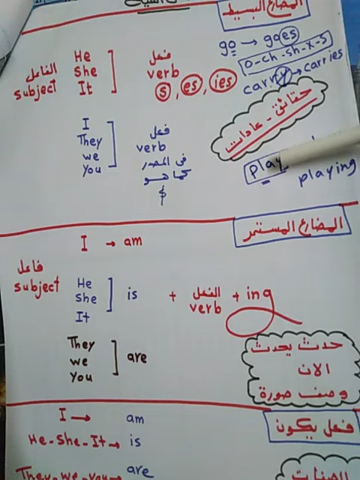 المضارع البسيط
go → goes
o-ch-sh-x-s
carry → carries
الفاعل
subject
He
She
It
فعل
verb
s, es, ies
حقائق - عادات
I
They
we
You
فعل
verb
فى المصدر
كما هو
play
playing
المضارع المستمر
I → am
فاعل
subject
He
She
It
is
+ الفعل + ing
verb
They
we
You
are
حدث يحدث
الان
وصف صورة
فعل يكون
I → am
He-She-It → is
They-we-you → are